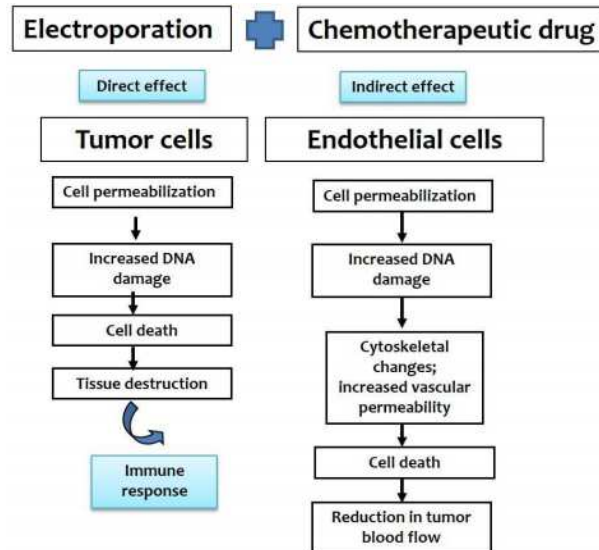 Electroporation
Chemotherapeutic drug
Direct effect
Indirect effect
Tumor cells
Endothelial cells
Cell permeabilization
Increased DNA
damage
Cell death
Tissue destruction
Immune
response
Cell permeabilization
Increased DNA
damage
Cytoskeletal
changes;
increased vascular
permeability
Cell death
Reduction in tumor
blood flow